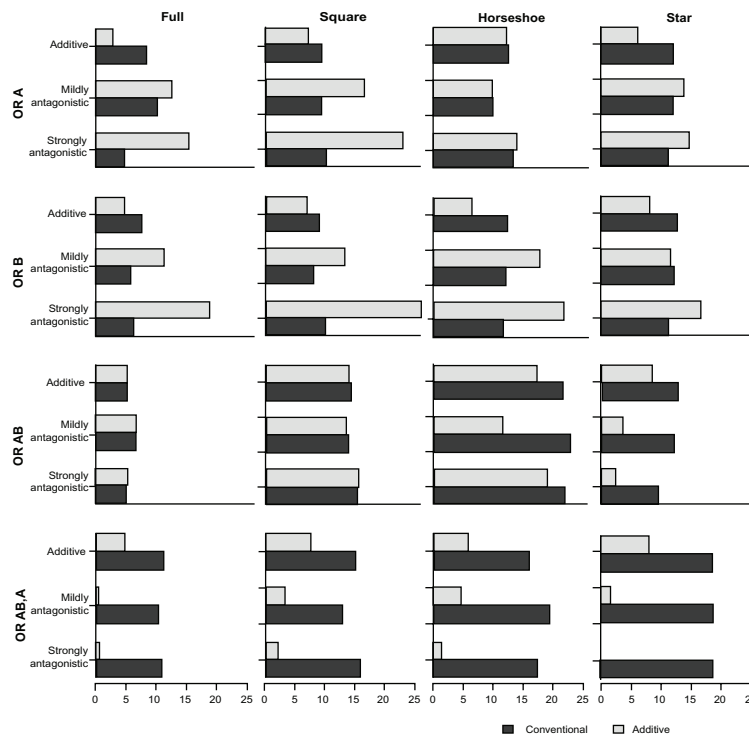 Full Square Horseshoe Star
OR A
Additive
Mildly
antagonistic
Strongly
antagonistic
OR B
Additive
Mildly
antagonistic
Strongly
antagonistic
OR AB
Additive
Mildly
antagonistic
Strongly
antagonistic
OR AB,A
Additive
Mildly
antagonistic
Strongly
antagonistic
0 5 10 15 20 25 0 5 10 15 20 25 0 5 10 15 20 25 0 5 10 15 20 25
Conventional Additive